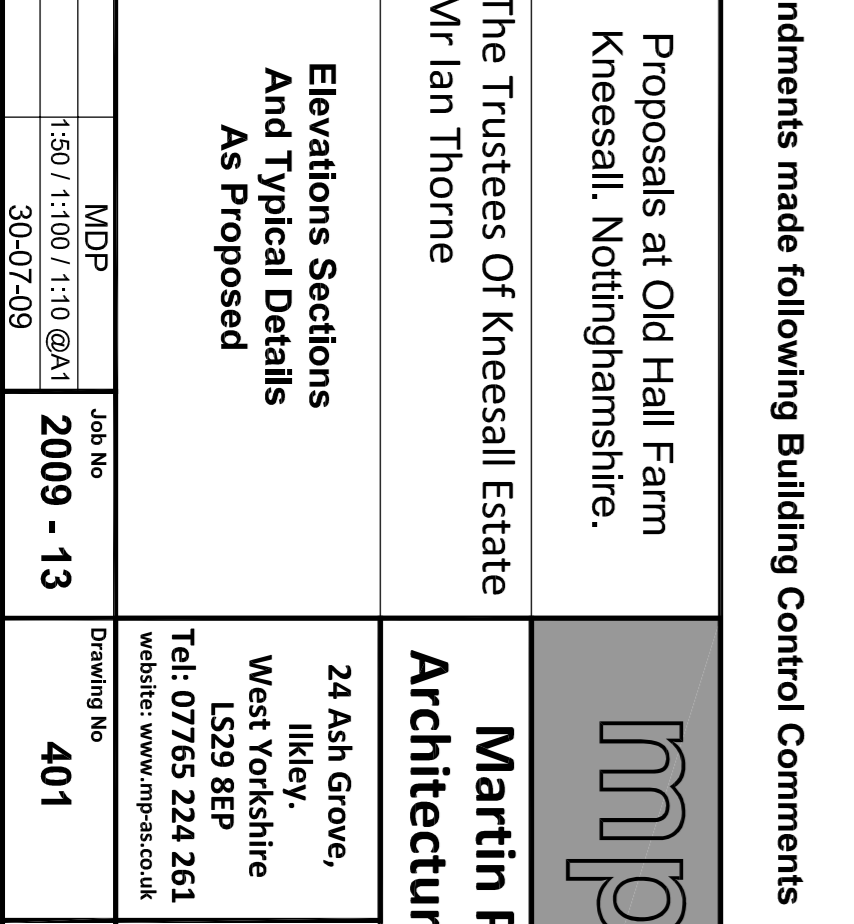 ndments made following Building Control Comments
Proposals at Old Hall Farm
Kneesall. Nottinghamshire.
mp
The Trustees Of Kneesall Estate
Mr Ian Thorne
Martin
Architectur
Elevations Sections
And Typical Details
As Proposed
24 Ash Grove,
Ilkley.
West Yorkshire
LS29 8EP
Tel: 07765 224 261
website: www.mp-as.co.uk
MDP
1:50 / 1:100 / 1:10 @A1
30-07-09
Job No
2009 - 13
Drawing No
401